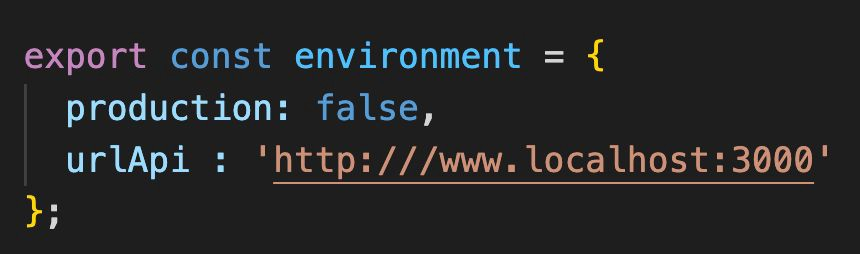 export const environment = {
  production: false,
  urlApi : 'http:///www.localhost:3000'
};